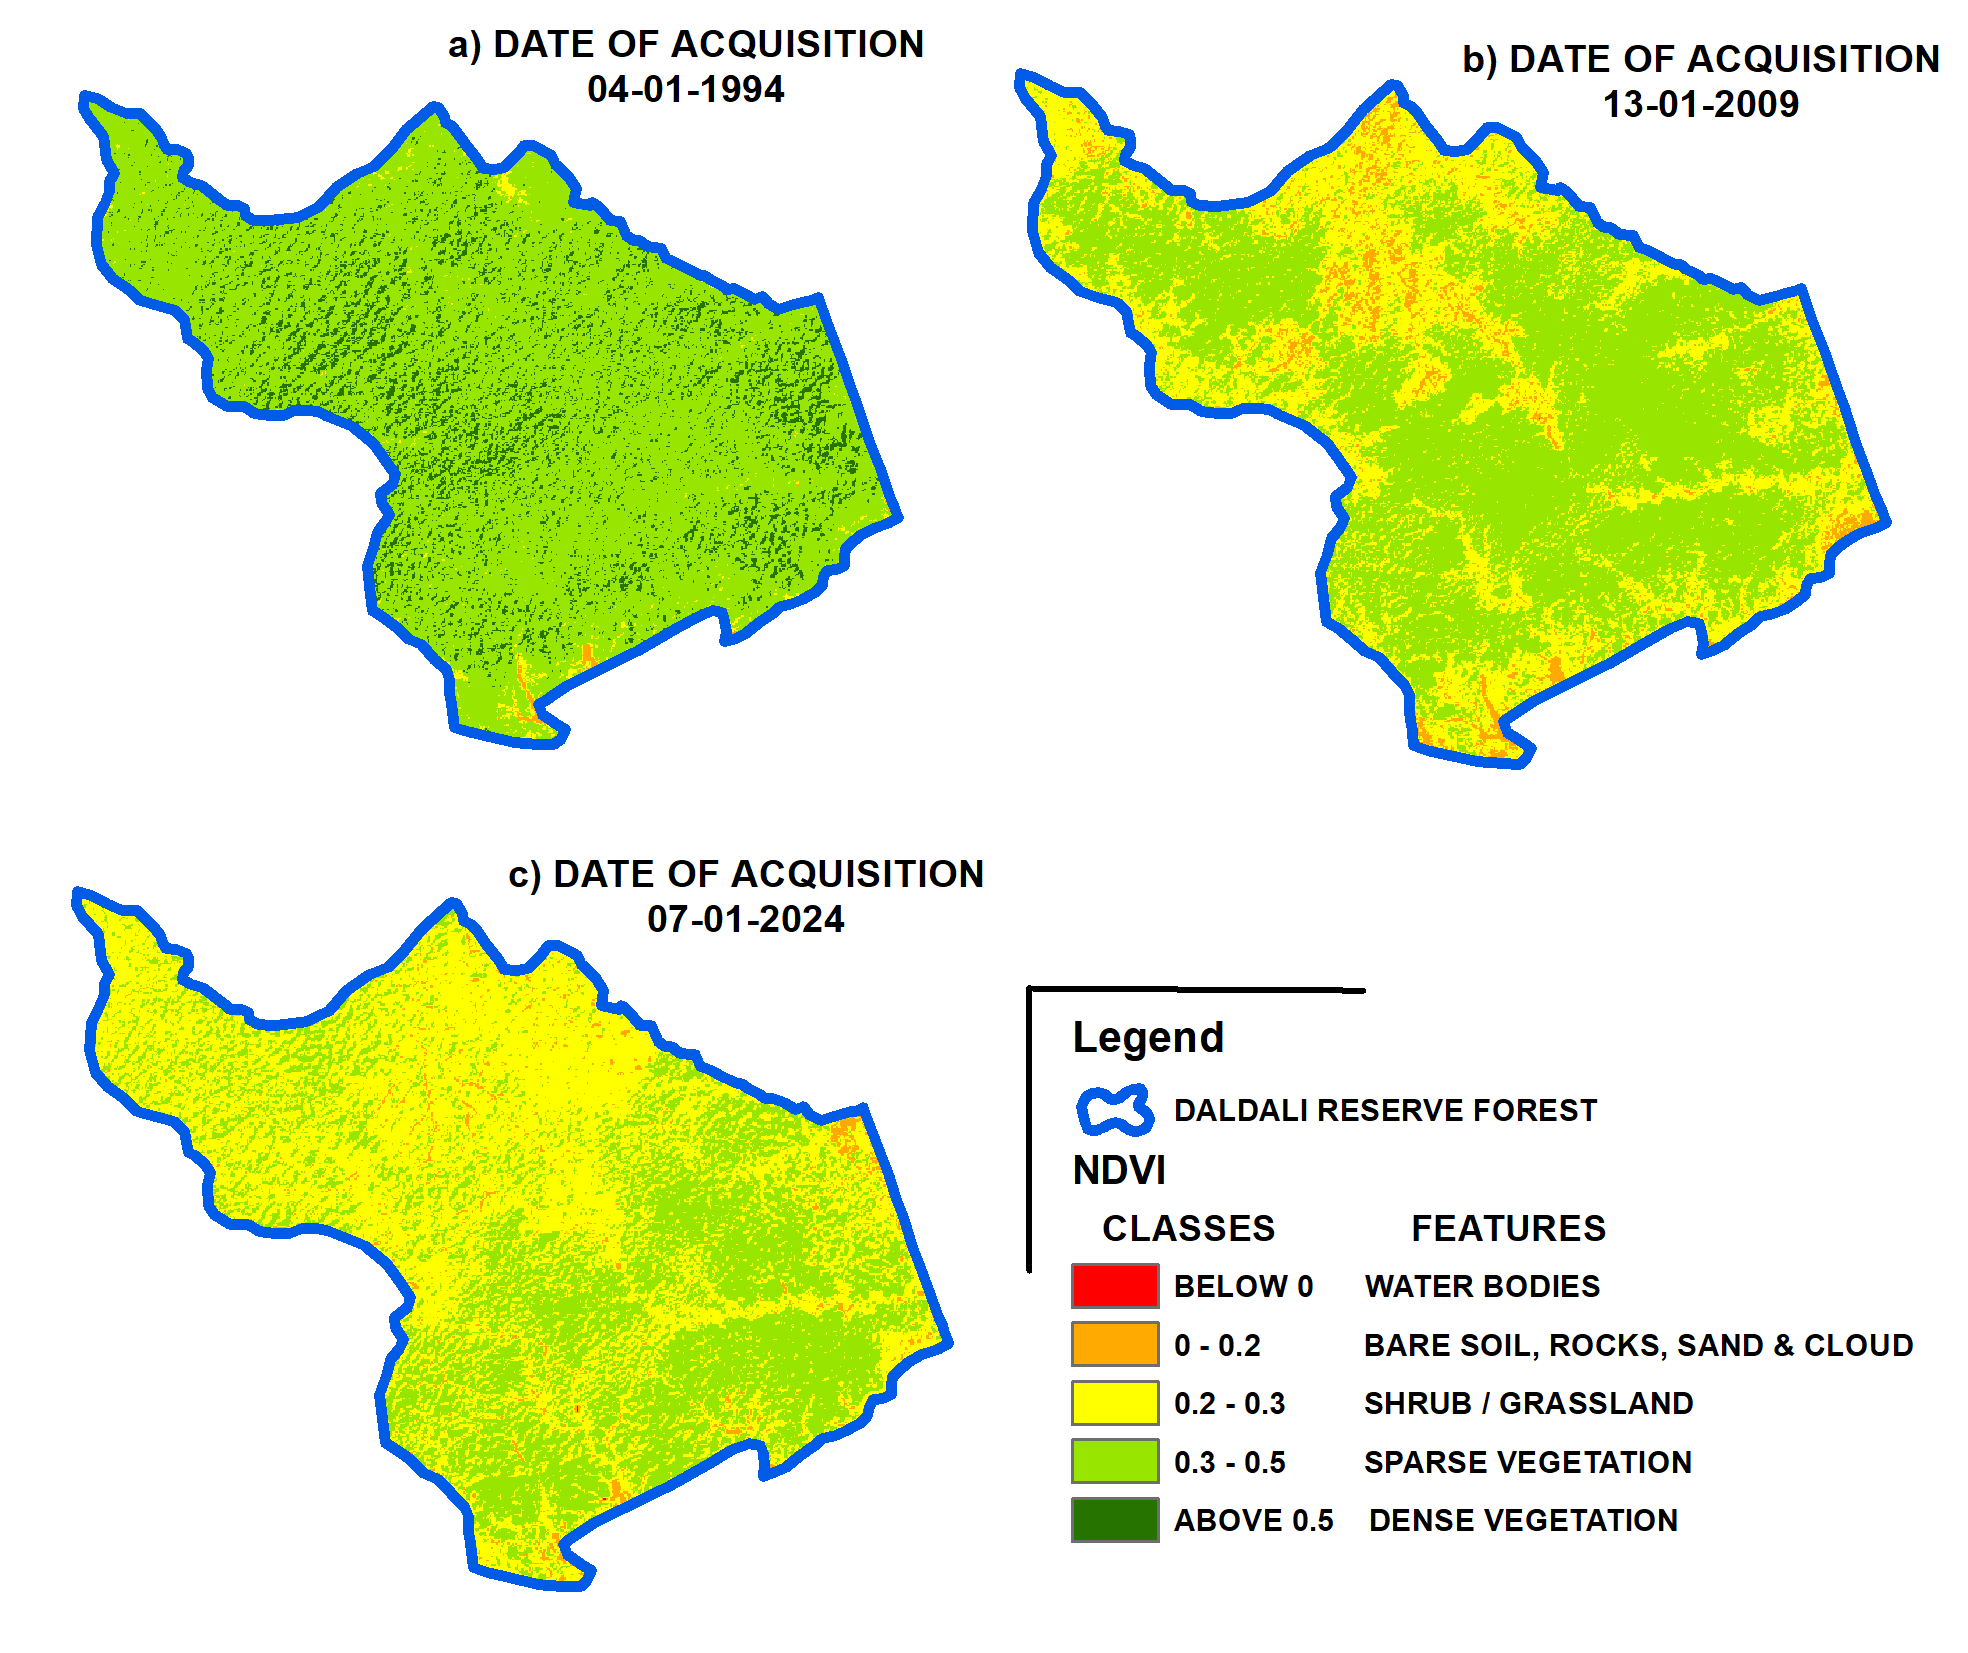 a) DATE OF ACQUISITION
04-01-1994
b) DATE OF ACQUISITION
13-01-2009
c) DATE OF ACQUISITION
07-01-2024
Legend
DALDALI RESERVE FOREST
NDVI
CLASSES FEATURES
BELOW 0 WATER BODIES
0 - 0.2 BARE SOIL, ROCKS, SAND & CLOUD
0.2 - 0.3 SHRUB / GRASSLAND
0.3 - 0.5 SPARSE VEGETATION
ABOVE 0.5 DENSE VEGETATION